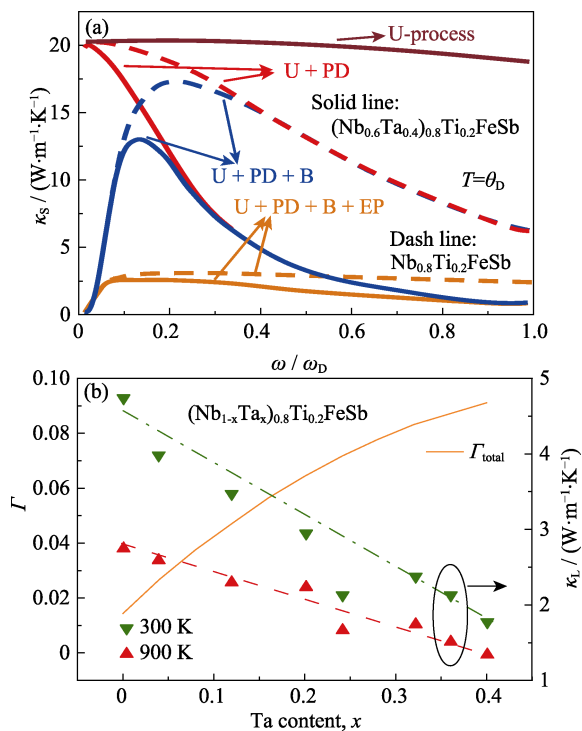 (a)
U-process
U + PD
Solid line:
(Nb0.6Ta0.4)0.8Ti0.2FeSb
U + PD + B
T=θD
U + PD + B + EP
Dash line:
Nb0.8Ti0.2FeSb
κS / (W·m−1·K−1)
20
15
10
5
0
0 0.2 0.4 0.6 0.8 1.0
ω / ωD
(b)
(Nb1-xTax)0.8Ti0.2FeSb
Γtotal
300 K
900 K
Γ
0.10
0.08
0.06
0.04
0.02
0
κL / (W·m−1·K−1)
5
4
3
2
1
0 0.1 0.2 0.3 0.4
Ta content, x